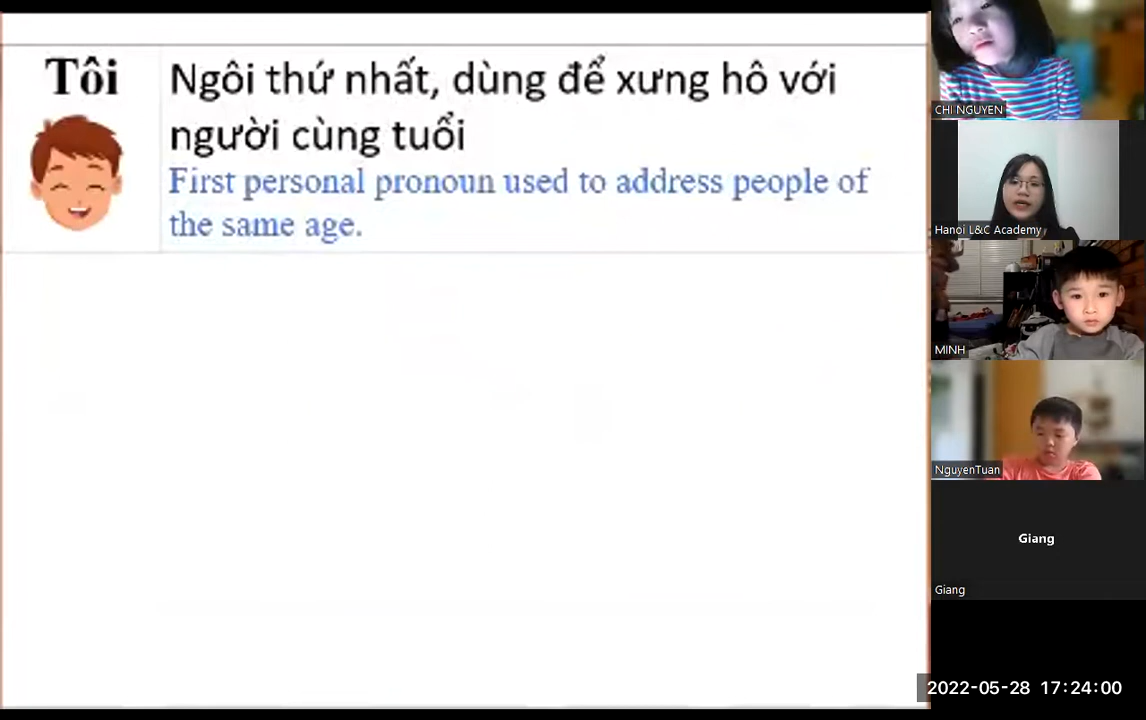 Tôi
Ngôi thứ nhất, dùng để xưng hô với
người cùng tuổi
First personal pronoun used to address people of
the same age.
CHI NGUYEN
Hanoi L&C Academy
MINH
NguyenTuan
Giang
Giang
2022-05-28 17:24:00